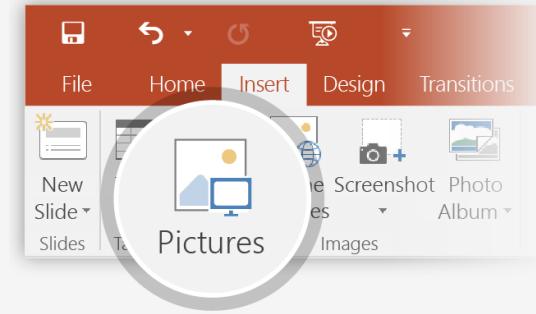 File Home Insert Design Transitions
New Slide Pictures Screenshot Photo Album
Slides Images